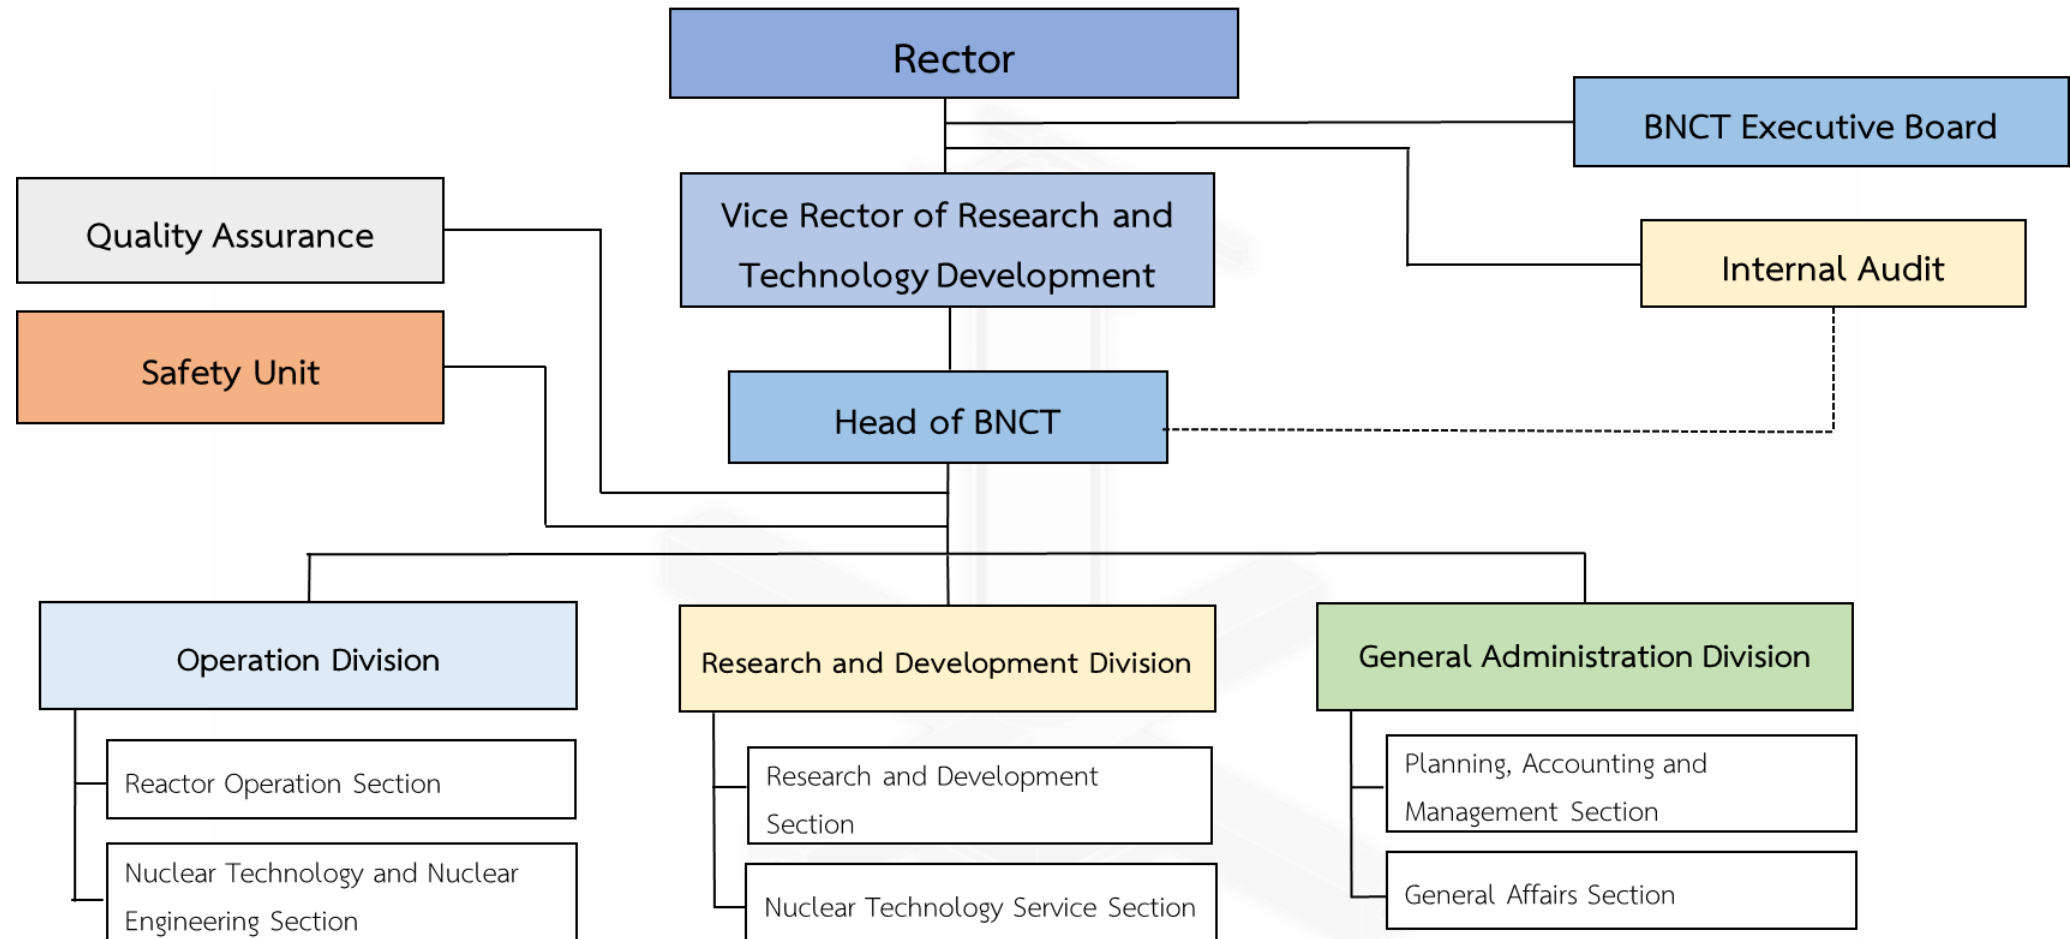 Rector
BNCT Executive Board
Quality Assurance
Vice Rector of Research and
Technology Development
Internal Audit
Safety Unit
Head of BNCT
Operation Division
Research and Development Division
General Administration Division
Reactor Operation Section
Nuclear Technology and Nuclear
Engineering Section
Research and Development
Section
Nuclear Technology Service Section
Planning, Accounting and
Management Section
General Affairs Section